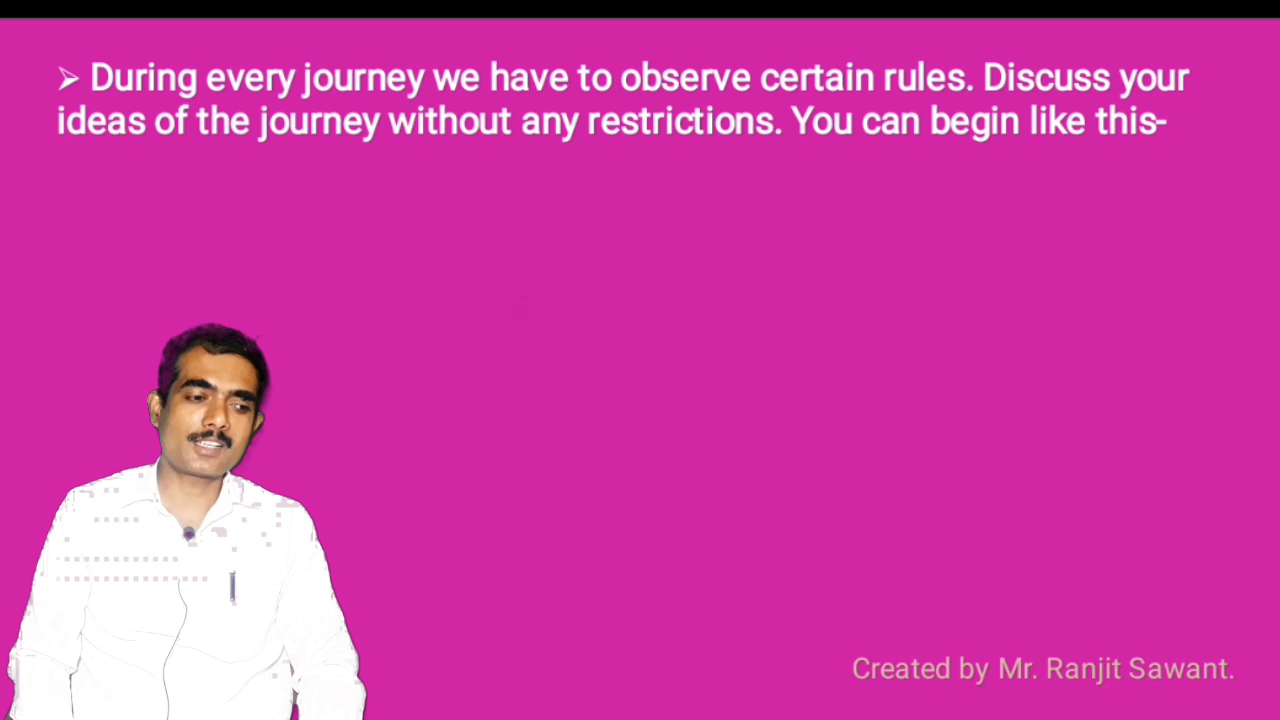 ➢ During every journey we have to observe certain rules. Discuss your
ideas of the journey without any restrictions. You can begin like this-
Created by Mr. Ranjit Sawant.